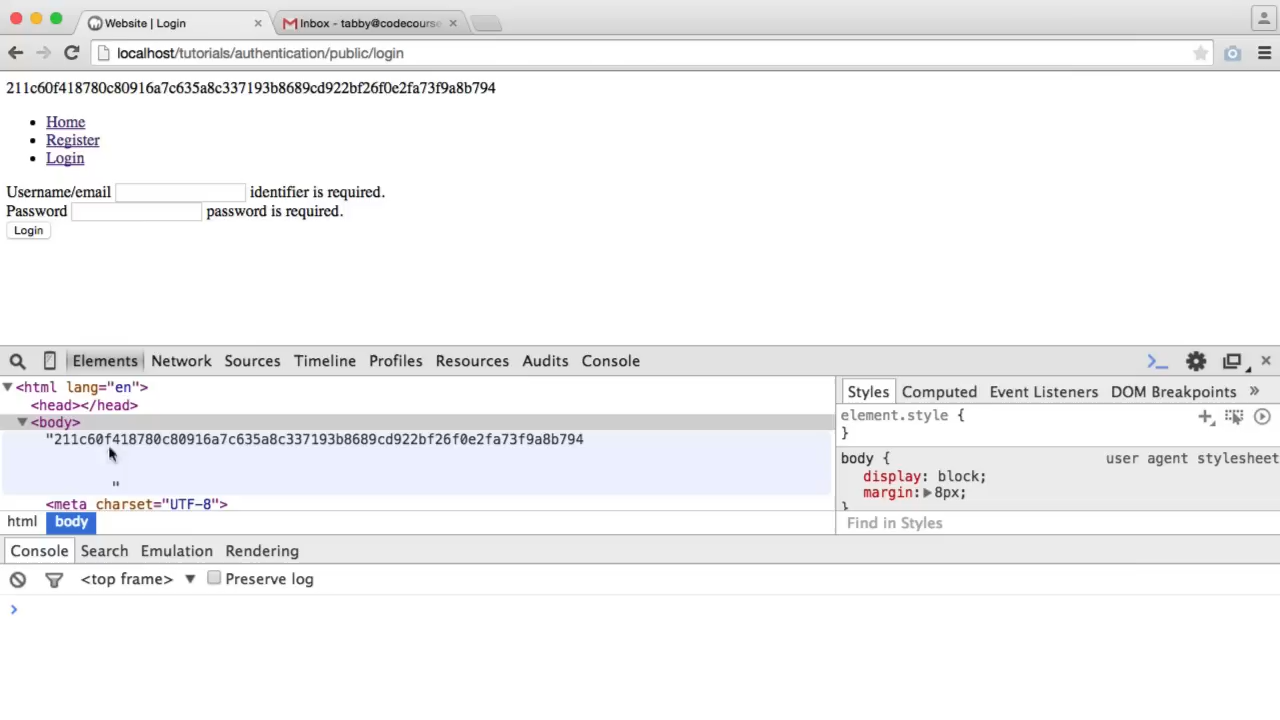 Website | Login
Inbox - tabby@codecourse
localhost/tutorials/authentication/public/login
211c60f418780c80916a7c635a8c337193b8689cd922bf26f0e2fa73f9a8b794
Home
Register
Login
Username/email identifier is required.
Password password is required.
Login
Elements Network Sources Timeline Profiles Resources Audits Console
<html lang="en">
<head></head>
<body>
"211c60f418780c80916a7c635a8c337193b8689cd922bf26f0e2fa73f9a8b794
"
<meta charset="UTF-8">
html body
Styles Computed Event Listeners DOM Breakpoints »
element.style {
}
body { user agent stylesheet
display: block;
margin: 8px;
}
Find in Styles
Console Search Emulation Rendering
<top frame> Preserve log